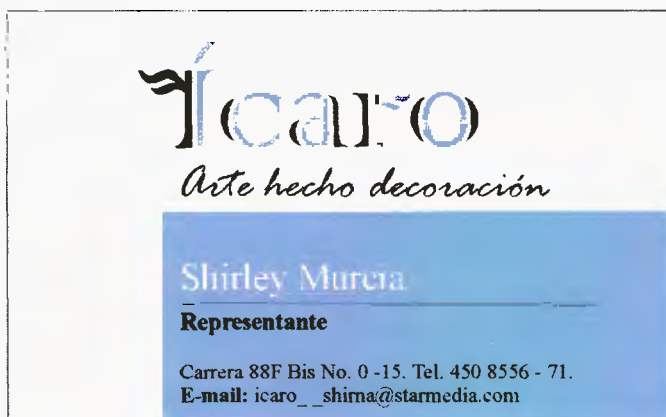 Ícaro
Arte hecho decoración
Shirley Murcia
Representante
Carrera 88F Bis No. 0 -15. Tel. 450 8556 - 71.
E-mail: icaro_ _shirna@starmedia.com